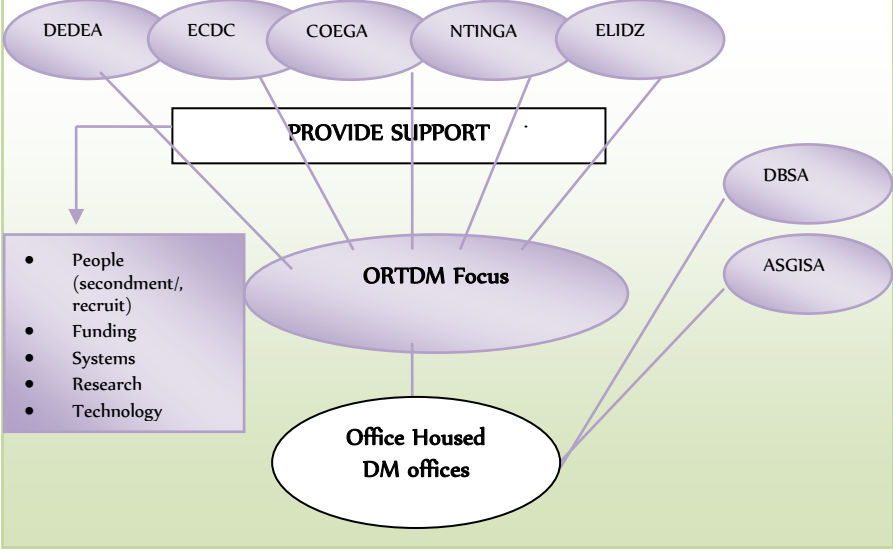 DEDEA
ECDC
COEGA
NTINGA
ELIDZ
PROVIDE SUPPORT .
DBSA
ASGISA
• People
(secondment/,
recruit)
• Funding
• Systems
• Research
• Technology
ORTDM Focus
Office Housed
DM offices